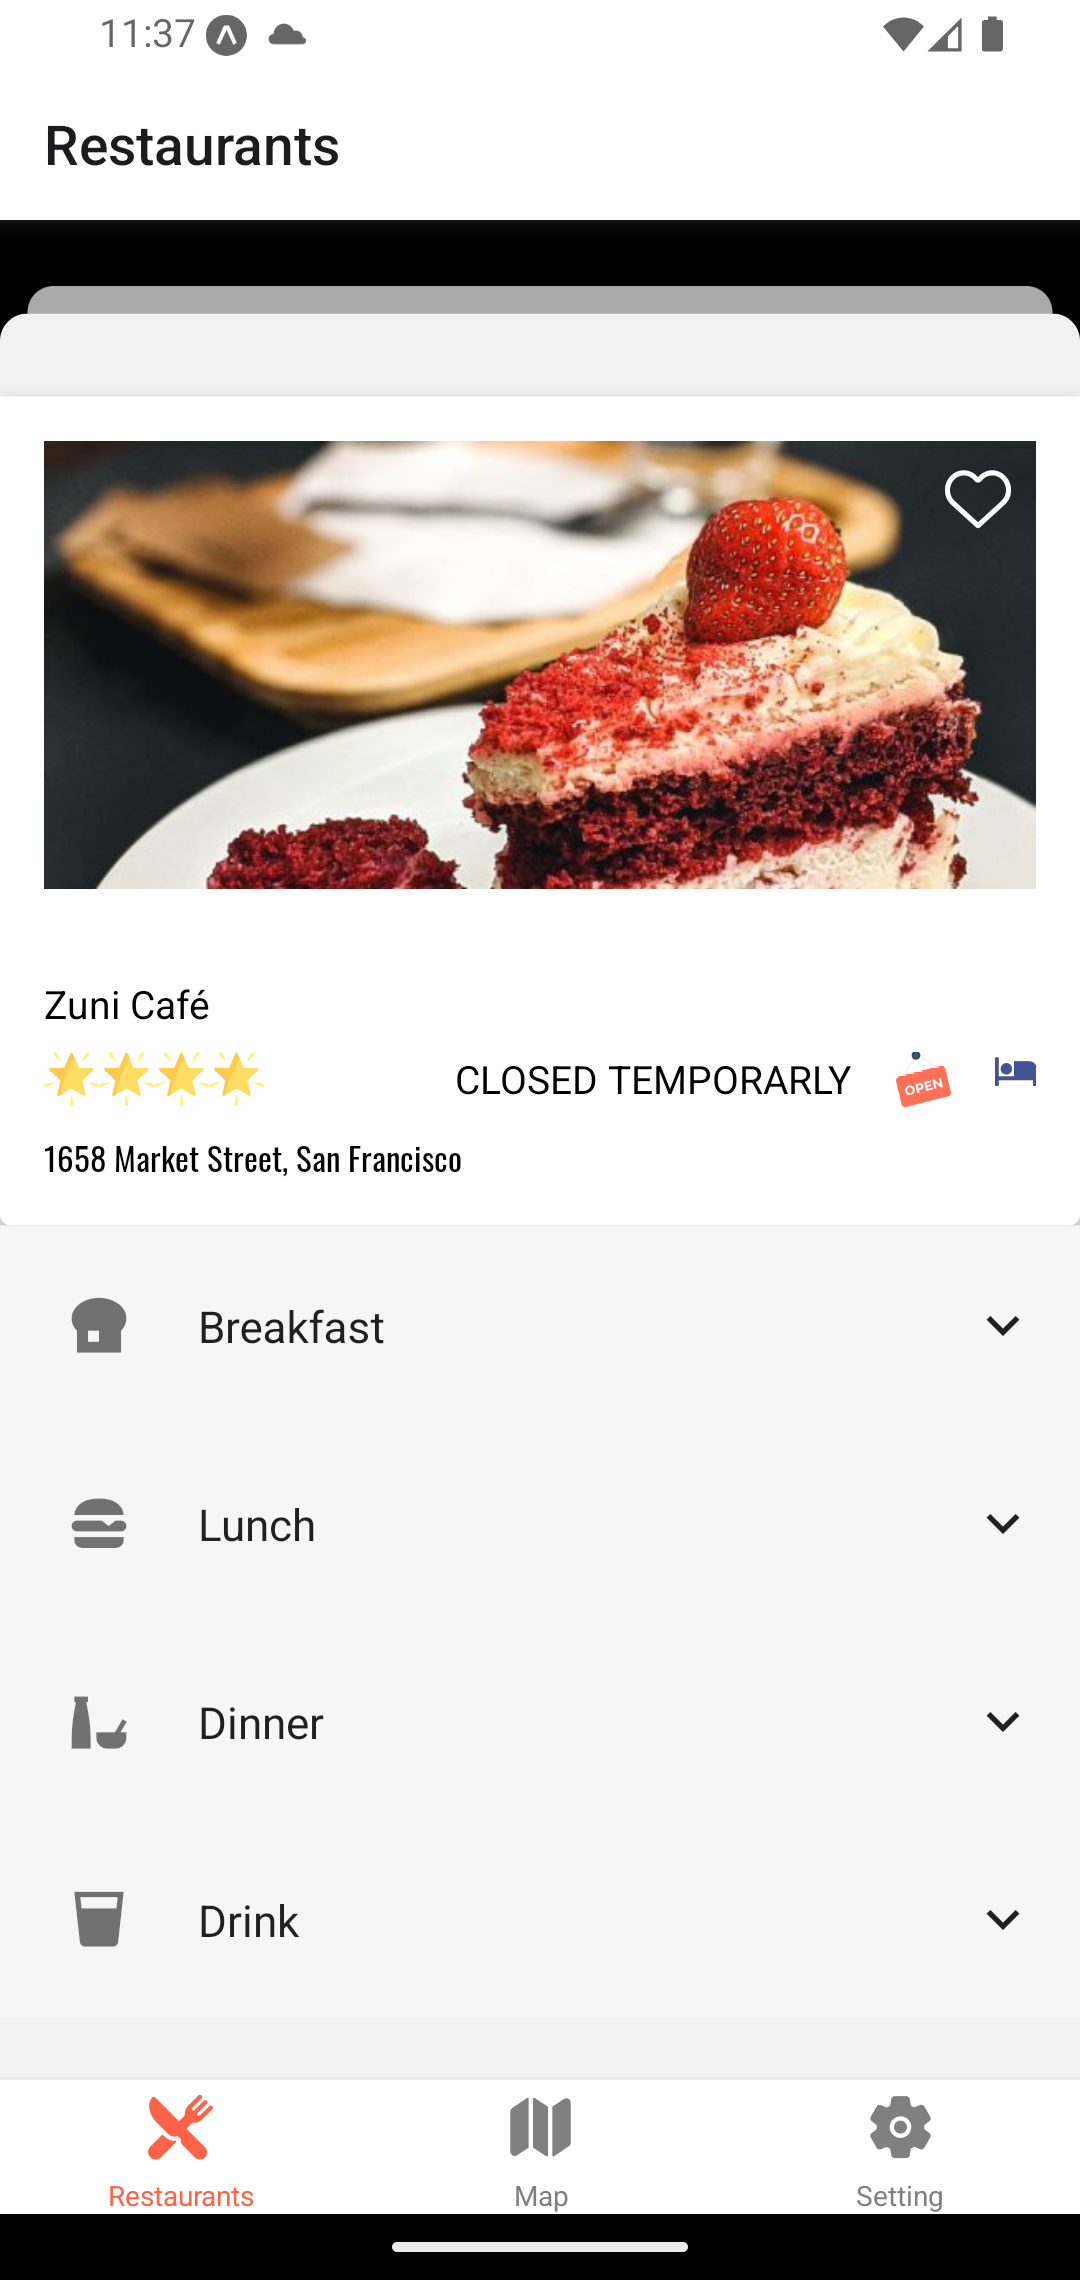 11:37
Restaurants
Zuni Café
CLOSED TEMPORARLY
OPEN
1658 Market Street, San Francisco
Breakfast
Lunch
Dinner
Drink
Restaurants
Map
Setting